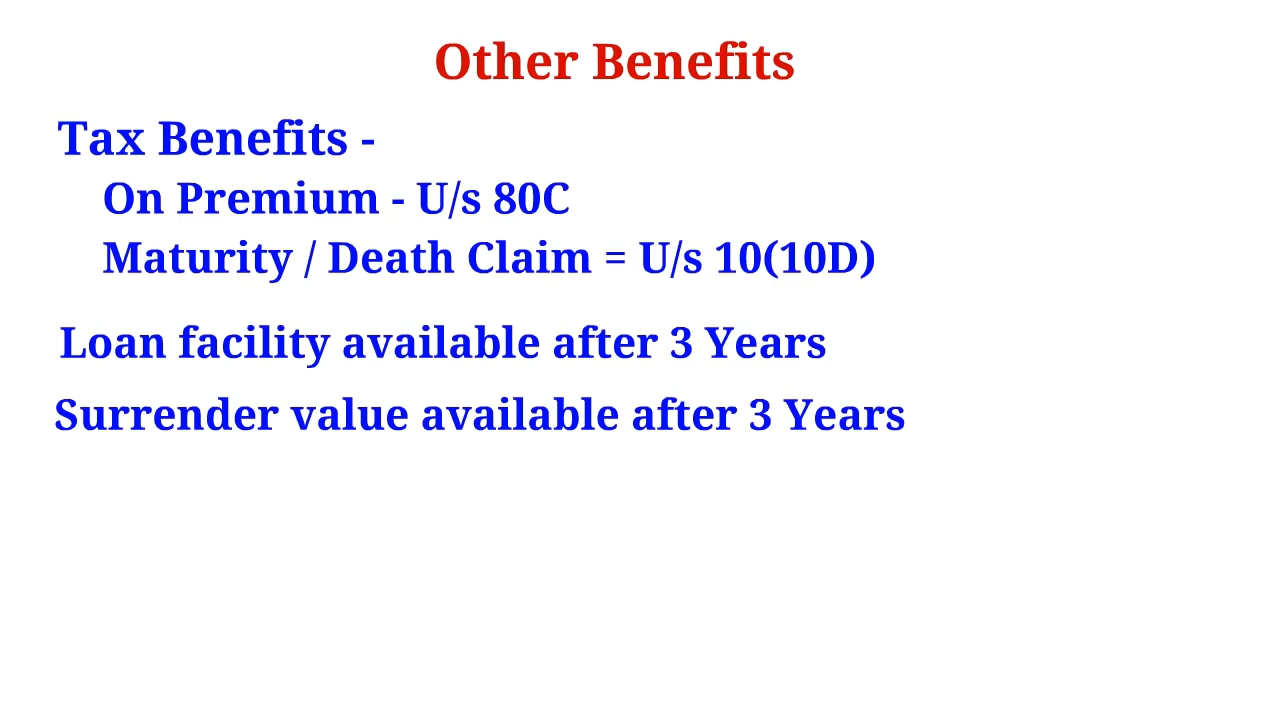 Other Benefits
Tax Benefits -
On Premium - U/s 80C
Maturity / Death Claim = U/s 10(10D)
Loan facility available after 3 Years
Surrender value available after 3 Years